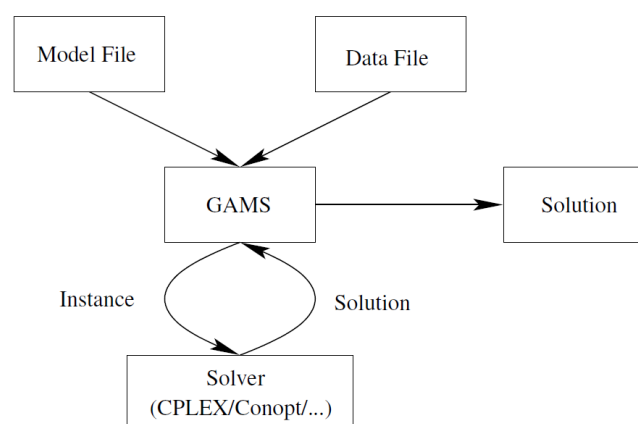 Model File
Data File
GAMS
Solution
Instance
Solution
Solver
(CPLEX/Conopt/...)